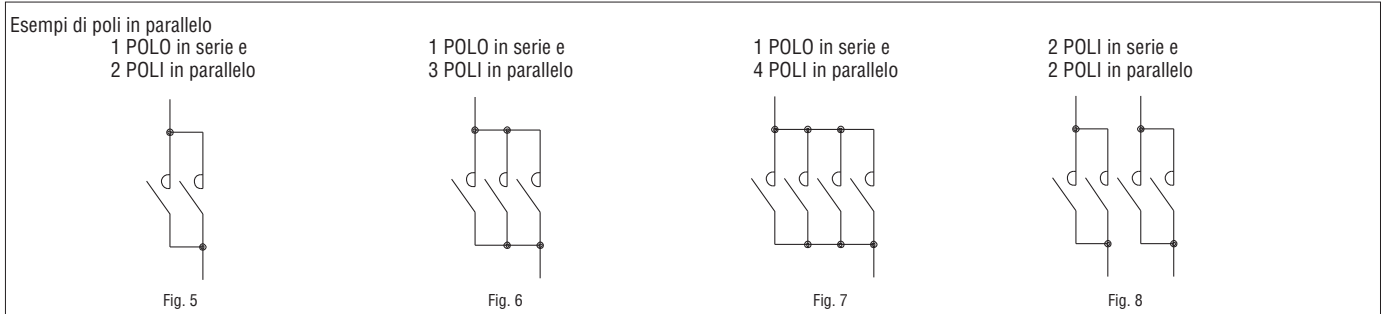 Esempi di poli in parallelo
1 POLO in serie e
2 POLI in parallelo
1 POLO in serie e
3 POLI in parallelo
1 POLO in serie e
4 POLI in parallelo
2 POLI in serie e
2 POLI in parallelo
Fig. 5
Fig. 6
Fig. 7
Fig. 8